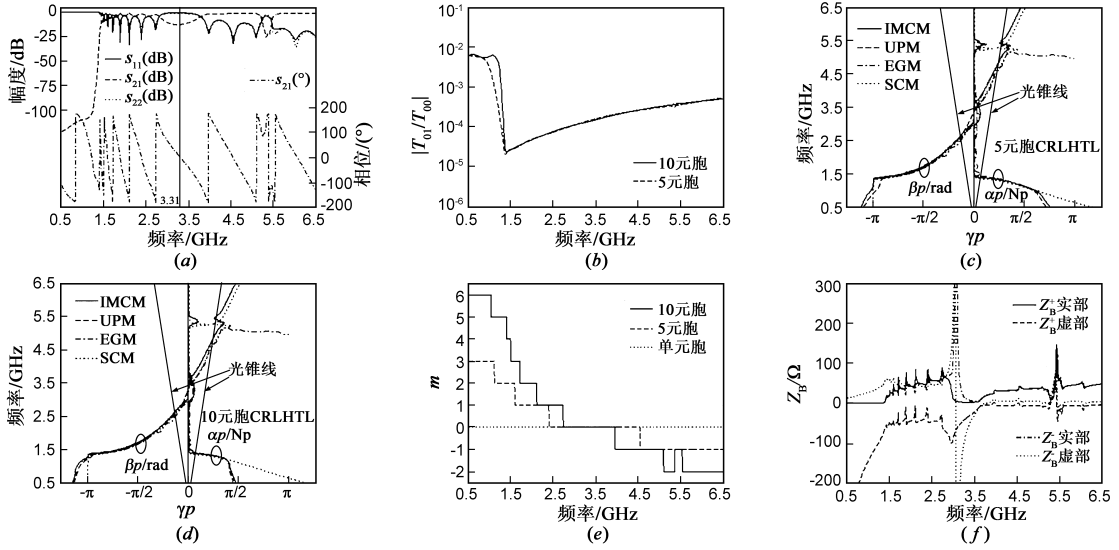 (a)
0
-25
-50
-75
-100
幅度/dB
s11(dB)
s21(dB)
s22(dB)
s21(°)
200
100
0
-100
-200
相位/(°)
3.31
0.5 1.5 2.5 3.5 4.5 5.5 6.5
频率/GHz
(a)
10⁻¹
10⁻²
10⁻³
10⁻⁴
10⁻⁵
10⁻⁶
|T01/T00|
10元胞
5元胞
0.5 1.5 2.5 3.5 4.5 5.5 6.5
频率/GHz
(b)
6.5
5.5
4.5
3.5
2.5
1.5
0.5
频率/GHz
IMCM
UPM
EGM
SCM
光锥线
5元胞CRLHTL
βp/rad
αp/Np
-π -π/2 0 π/2 π
γp
(c)
6.5
5.5
4.5
3.5
2.5
1.5
0.5
频率/GHz
IMCM
UPM
EGM
SCM
光锥线
10元胞CRLHTL
αp/Np
βp/rad
-π -π/2 0 π/2 π
γp
(d)
6
5
4
3
2
1
0
-1
-2
m
10元胞
5元胞
单元胞
0.5 1.5 2.5 3.5 4.5 5.5 6.5
频率/GHz
(e)
300
200
100
0
-100
-200
Z_B/Ω
Z_B⁺实部
Z_B⁺虚部
Z_B⁻实部
Z_B⁻虚部
0.5 1.5 2.5 3.5 4.5 5.5 6.5
频率/GHz
(f)